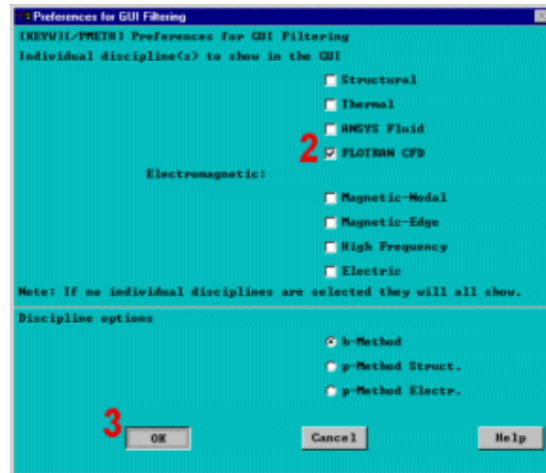 Preferences for GUI Filtering
[KEYW][/PMETH] Preferences for GUI Filtering
Individual discipline(s) to show in the GUI
Structural
Thermal
ANSYS Fluid
2 FLOTRAN CFD
Electromagnetic:
Magnetic-Nodal
Magnetic-Edge
High Frequency
Electric
Note: If no individual disciplines are selected they will all show.
Discipline options
h-Method
p-Method Struct.
p-Method Electr.
3 OK Cancel Help